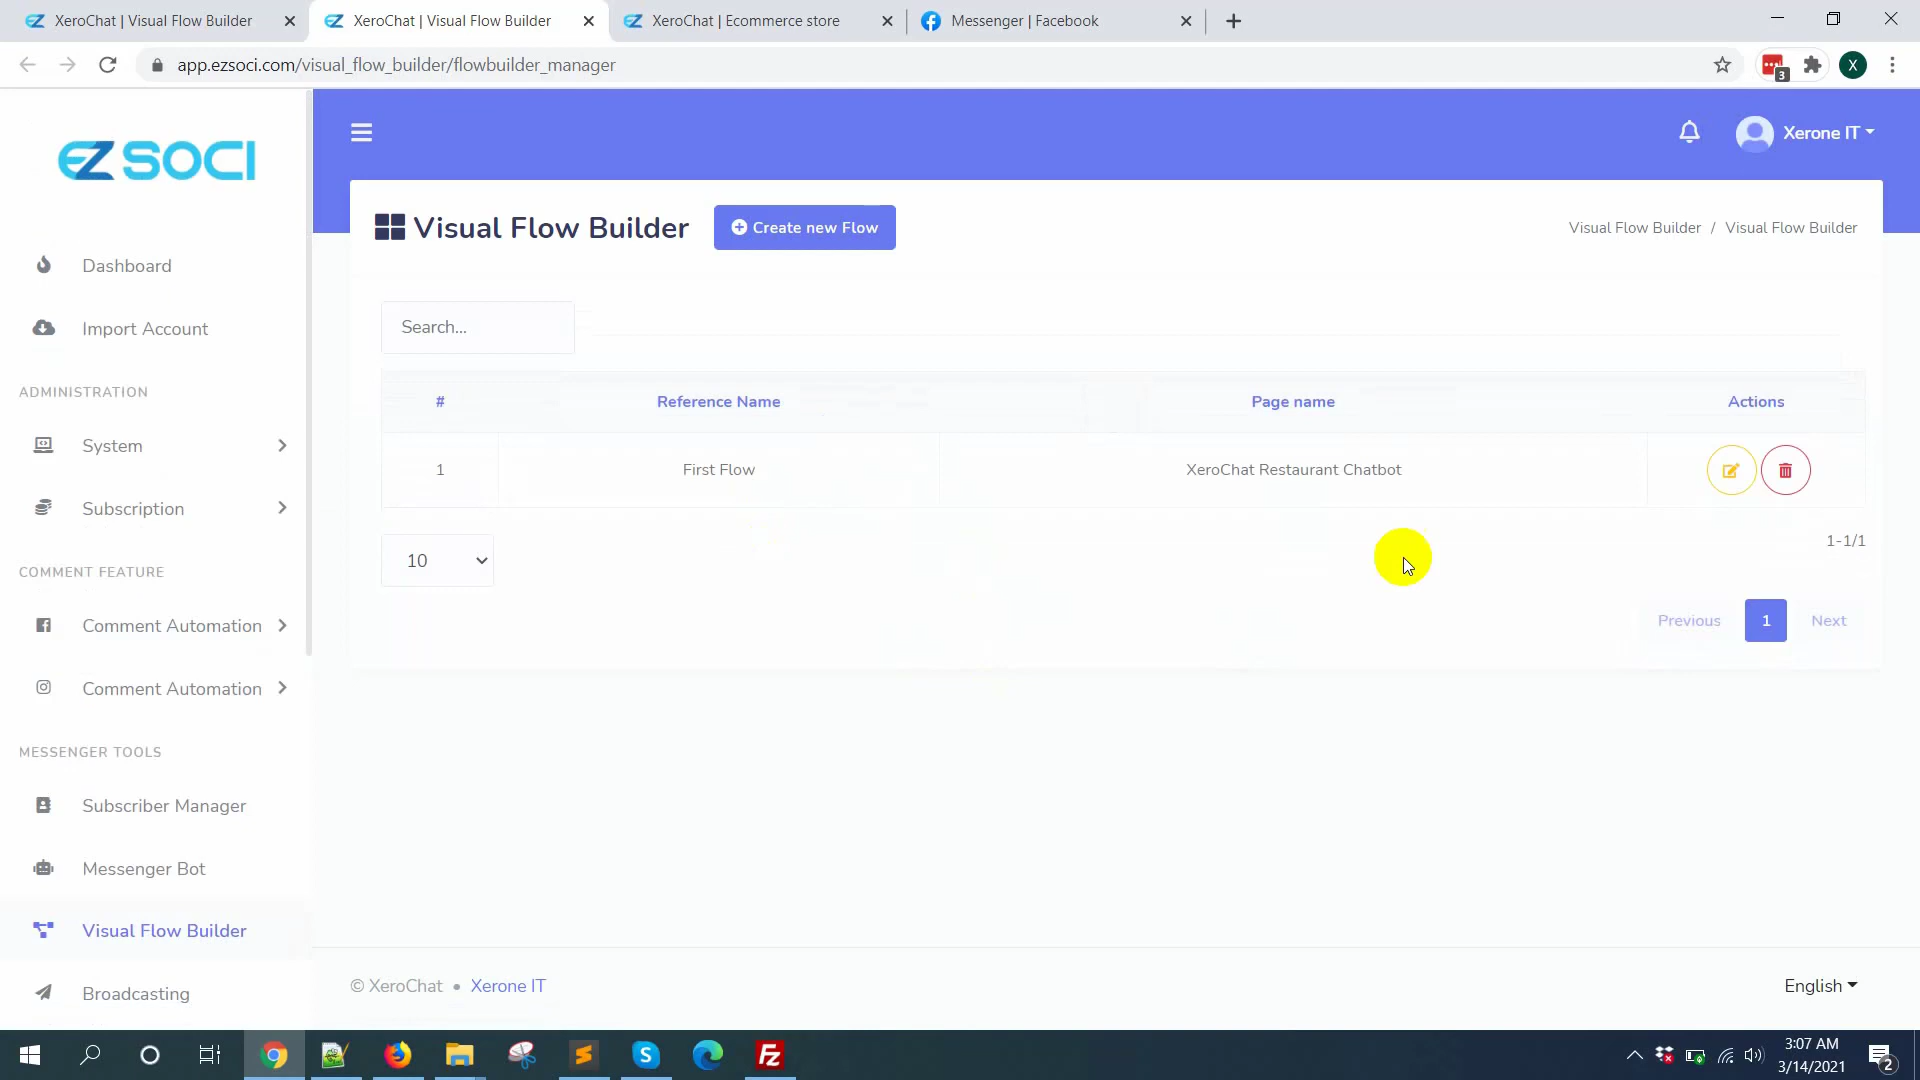 XeroChat | Visual Flow Builder
XeroChat | Visual Flow Builder
XeroChat | Ecommerce store
Messenger | Facebook
app.ezsoci.com/visual_flow_builder/flowbuilder_manager
3
X
EZ SOCI
Xerone IT
Dashboard
Import Account
ADMINISTRATION
System
Subscription
COMMENT FEATURE
Comment Automation
Comment Automation
MESSENGER TOOLS
Subscriber Manager
Messenger Bot
Visual Flow Builder
Broadcasting
Visual Flow Builder
Create new Flow
Visual Flow Builder / Visual Flow Builder
Search...
# Reference Name Page name Actions
1 First Flow XeroChat Restaurant Chatbot
10
1-1/1
Previous 1 Next
© XeroChat • Xerone IT
English
3:07 AM
3/14/2021
2